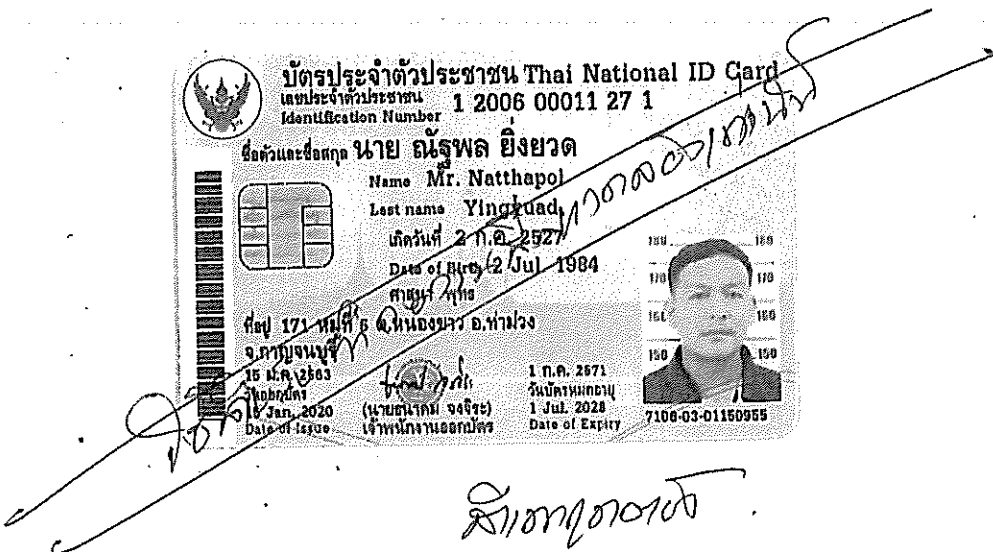 บัตรประจำตัวประชาชน Thai National ID Card
เลขประจำตัวประชาชน
Identification Number 1 2006 00011 27 1
ชื่อตัวและชื่อสกุล นาย ณัฐพล ยิ่งยวด
Name Mr. Natthapol
Last name Yingyuad
เกิดวันที่ 2 ก.ค. 2527
Date of Birth 2 Jul. 1984
ศาสนา พุทธ
ที่อยู่ 171 หมู่ที่ 6 ต.หนองขาว อ.ท่าม่วง
จ.กาญจนบุรี
15 ม.ค. 2563
วันออกบัตร
15 Jan. 2020
Date of Issue
(นายธนาคม จงจิระ)
เจ้าพนักงานออกบัตร
1 ก.ค. 2571
วันบัตรหมดอายุ
1 Jul. 2028
Date of Expiry
180 180
170 170
160 160
150 150
7106-03-01150955